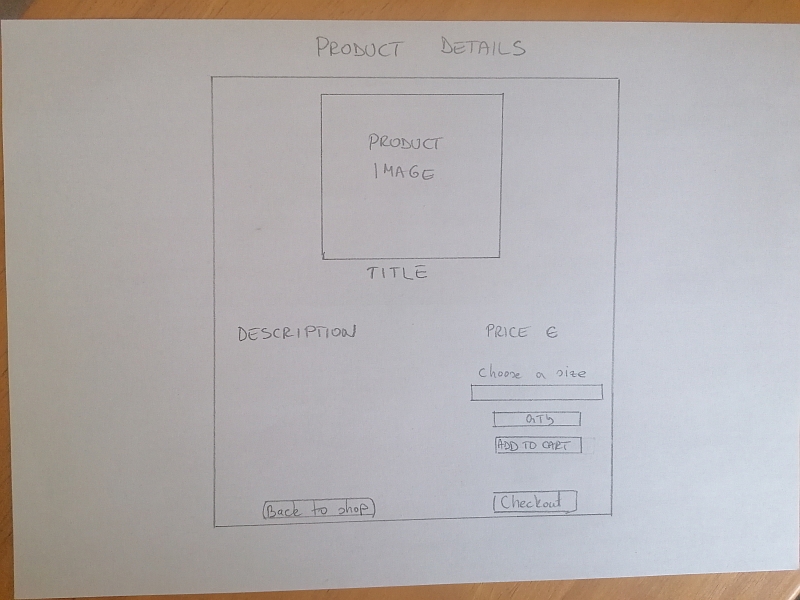 PRODUCT DETAILS
PRODUCT
IMAGE
TITLE
DESCRIPTION
PRICE €
Choose a size
QTY
ADD TO CART
Back to shop
Checkout